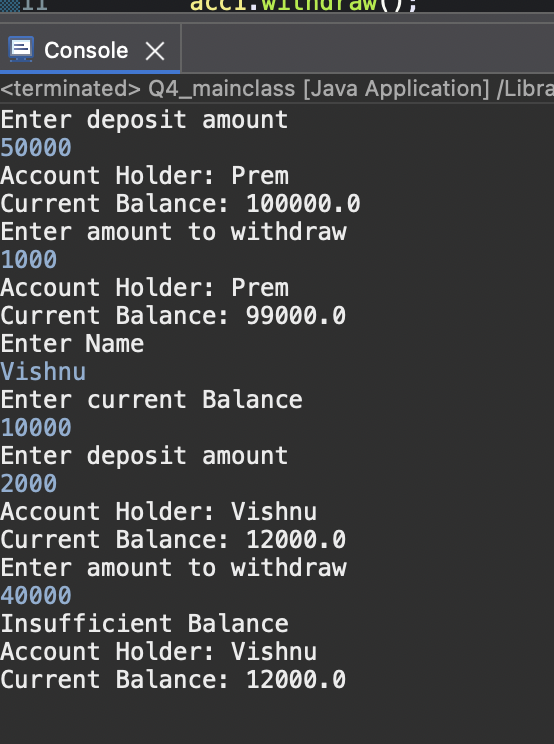 11 acc1.withdraw();
Console
<terminated> Q4_mainclass [Java Application] /Libra
Enter deposit amount
50000
Account Holder: Prem
Current Balance: 100000.0
Enter amount to withdraw
1000
Account Holder: Prem
Current Balance: 99000.0
Enter Name
Vishnu
Enter current Balance
10000
Enter deposit amount
2000
Account Holder: Vishnu
Current Balance: 12000.0
Enter amount to withdraw
40000
Insufficient Balance
Account Holder: Vishnu
Current Balance: 12000.0